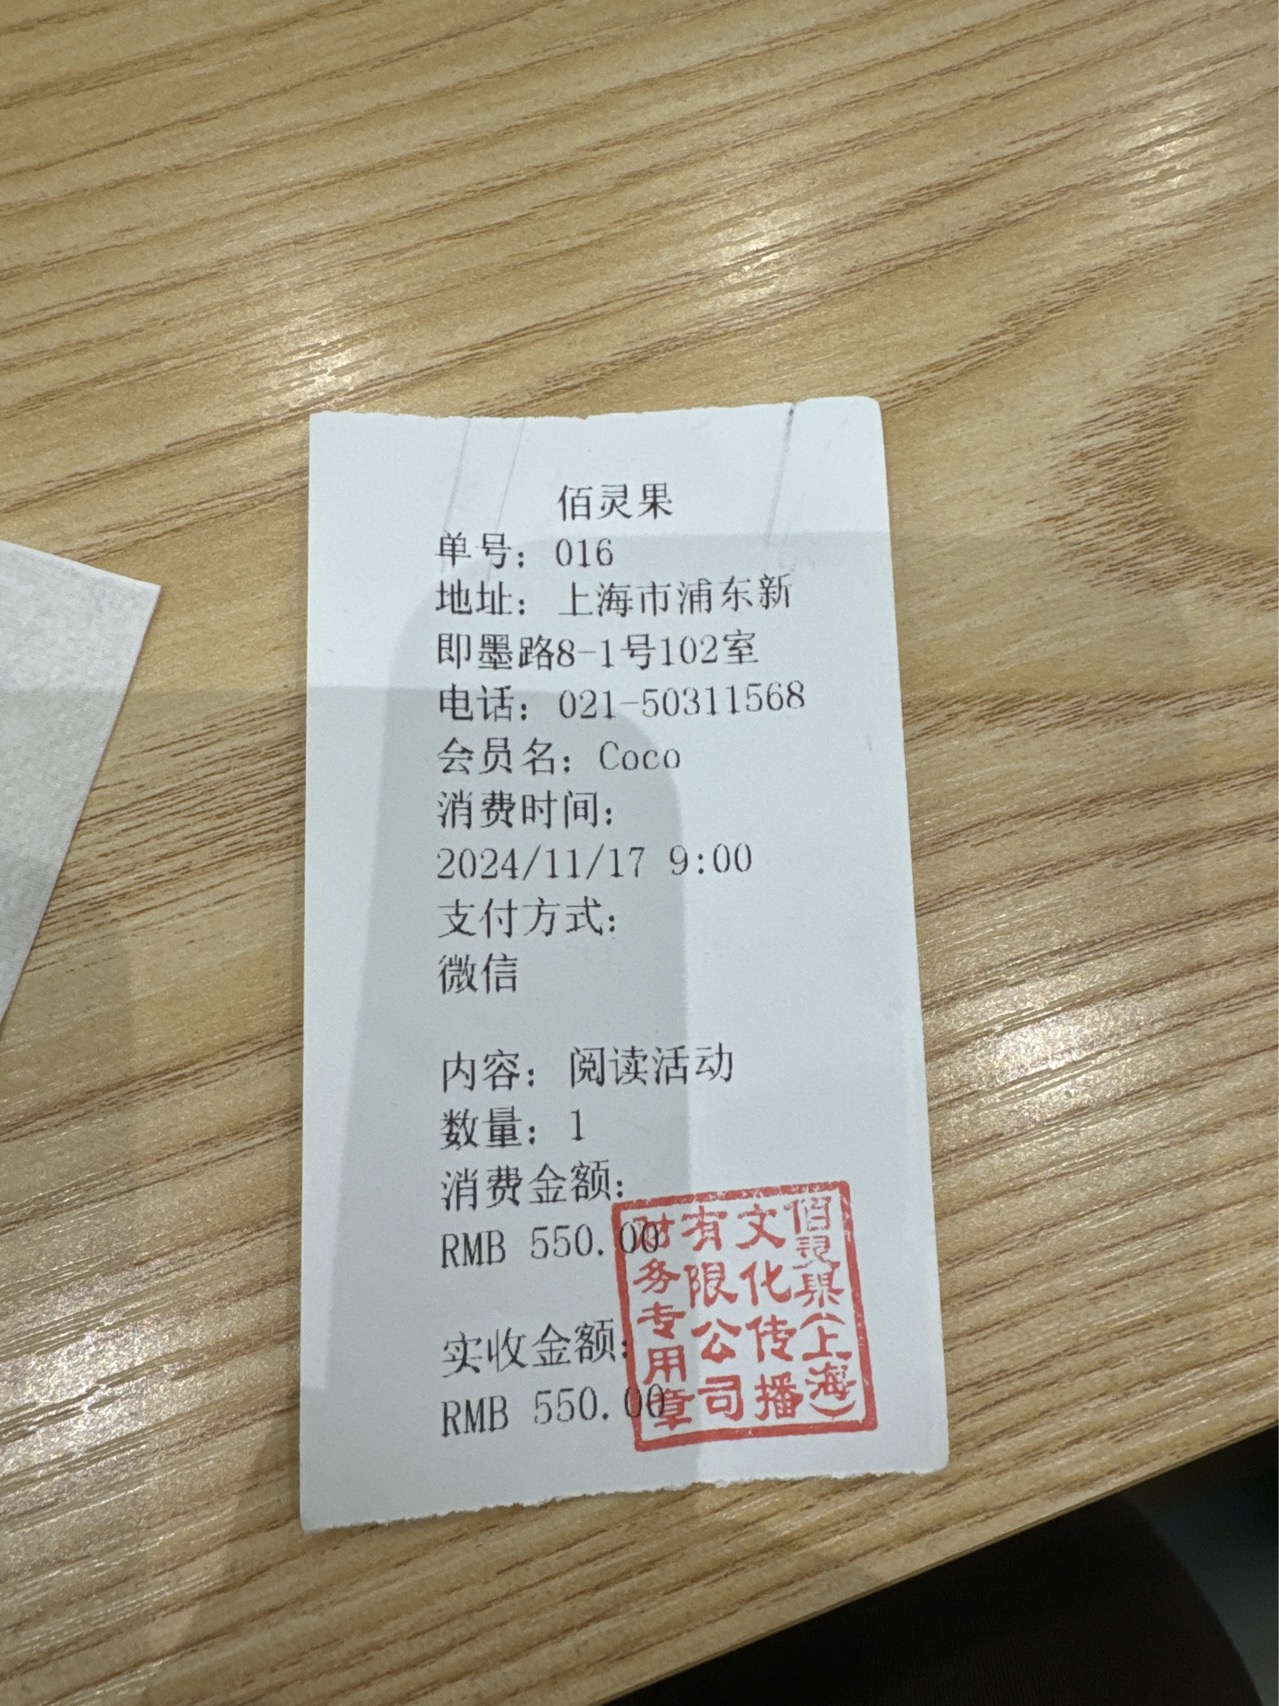 佰灵果
单号：016
地址：上海市浦东新
即墨路8-1号102室
电话：021-50311568
会员名：Coco
消费时间：
2024/11/17 9:00
支付方式：
微信
内容：阅读活动
数量：1
消费金额：
RMB 550.00
实收金额：
RMB 550.00
佰灵果（上海）
文化传播
有限公司
财务专用章